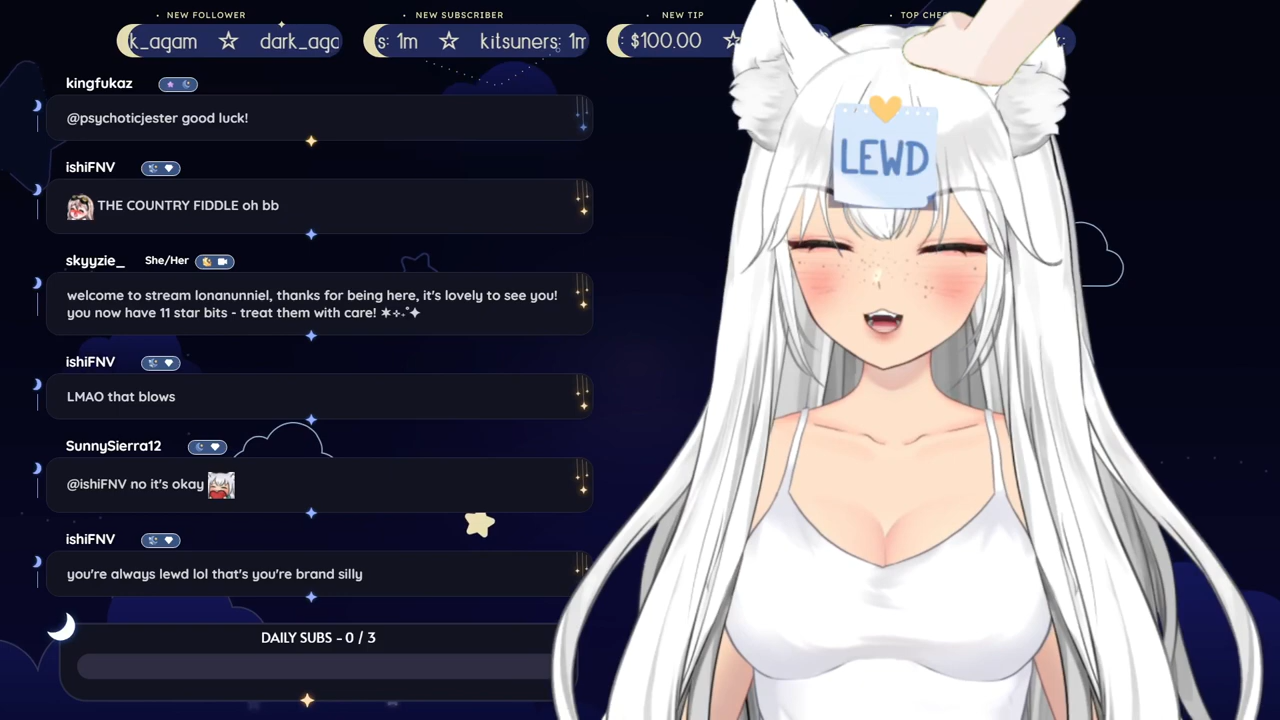 NEW FOLLOWER
NEW SUBSCRIBER
NEW TIP
k_agam ☆ dark_aga
s: 1m ☆ kitsuners: 1m
: $100.00 ☆
kingfukaz
@psychoticjester good luck!
LEWD
ishiFNV
THE COUNTRY FIDDLE oh bb
skyyzie_ She/Her
welcome to stream lonanunniel, thanks for being here, it's lovely to see you!
you now have 11 star bits - treat them with care! ✶⊹˖˚✦
ishiFNV
LMAO that blows
SunnySierra12
@ishiFNV no it's okay
ishiFNV
you're always lewd lol that's you're brand silly
DAILY SUBS - 0 / 3